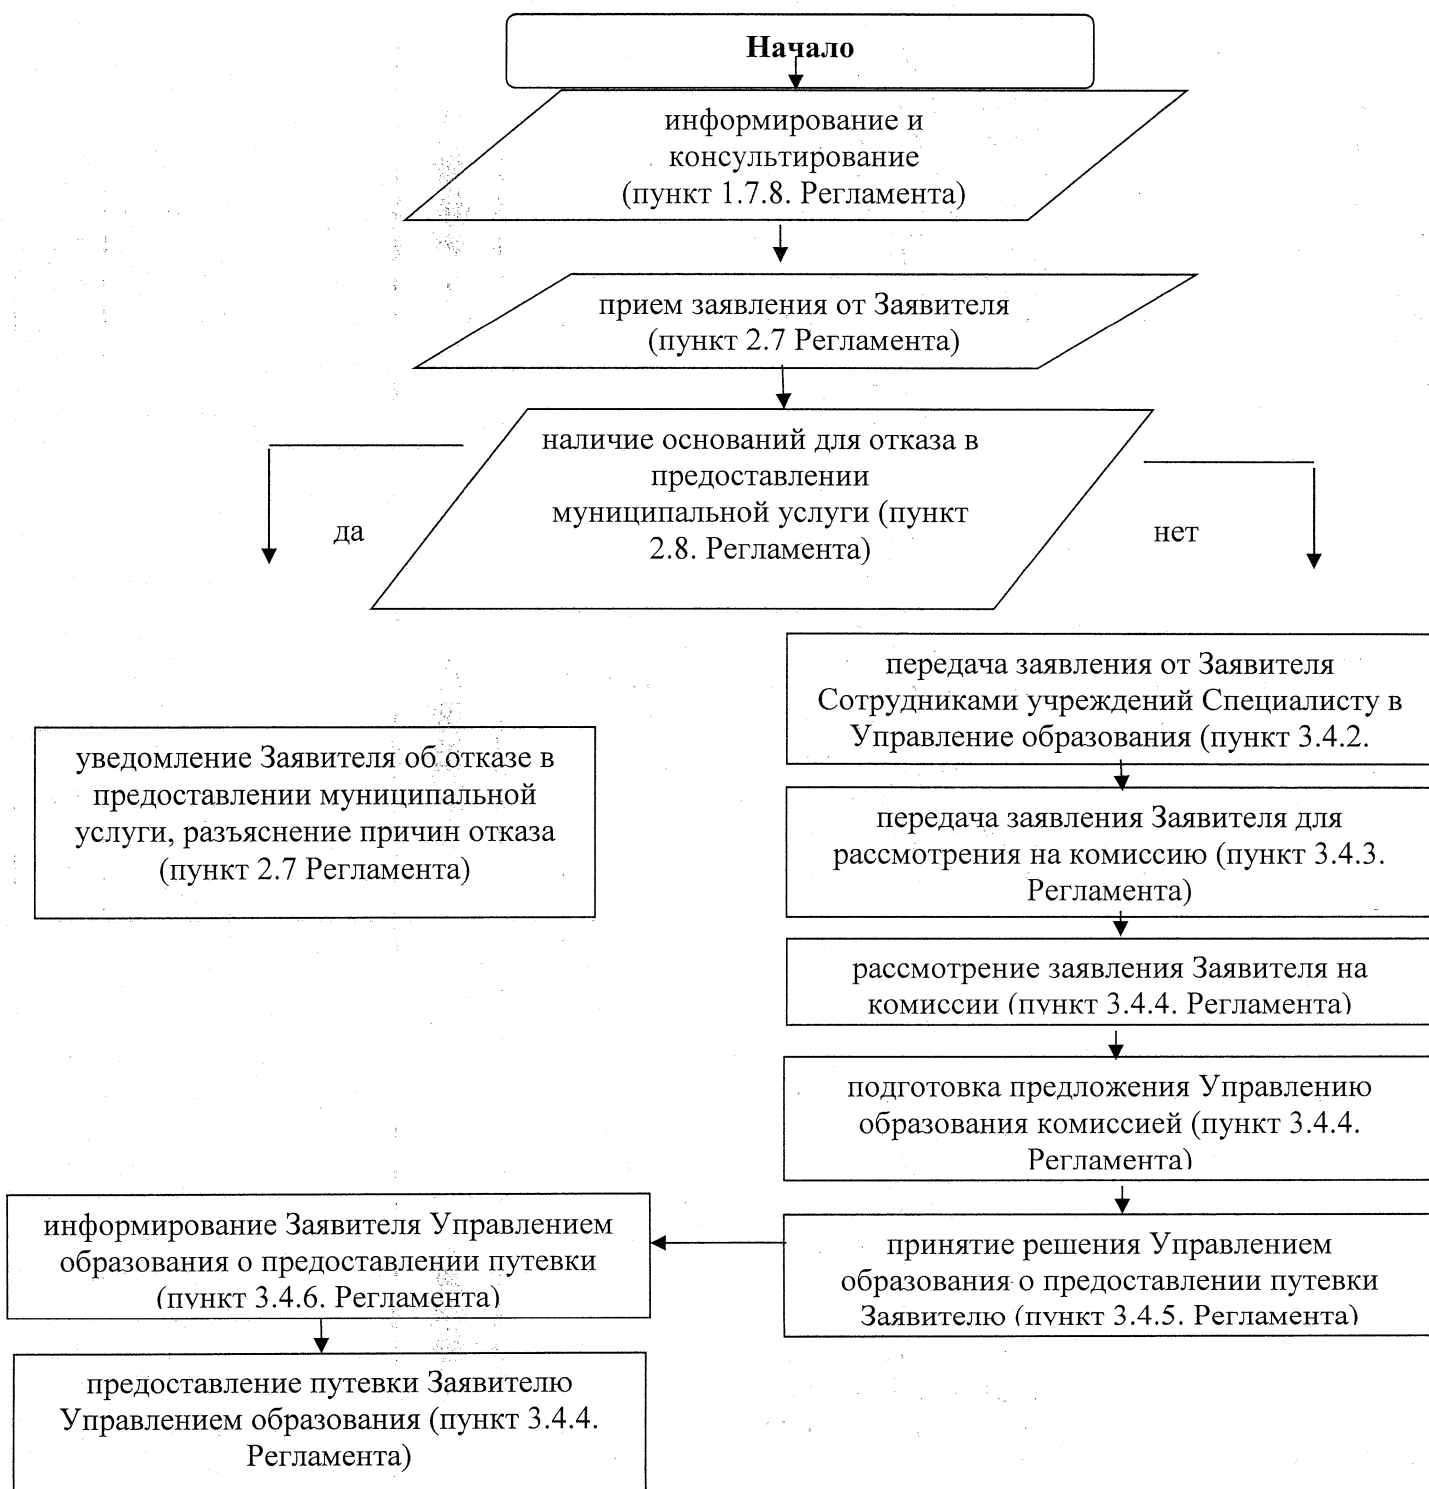 Начало
информирование и
консультирование
(пункт 1.7.8. Регламента)
прием заявления от Заявителя
(пункт 2.7 Регламента)
наличие оснований для отказа в
предоставлении
муниципальной услуги (пункт
2.8. Регламента)
да
нет
передача заявления от Заявителя
Сотрудниками учреждений Специалисту в
Управление образования (пункт 3.4.2.
уведомление Заявителя об отказе в
предоставлении муниципальной
услуги, разъяснение причин отказа
(пункт 2.7 Регламента)
передача заявления Заявителя для
рассмотрения на комиссию (пункт 3.4.3.
Регламента)
рассмотрение заявления Заявителя на
комиссии (пункт 3.4.4. Регламента)
подготовка предложения Управлению
образования комиссией (пункт 3.4.4.
Регламента)
информирование Заявителя Управлением
образования о предоставлении путевки
(пункт 3.4.6. Регламента)
принятие решения Управлением
образования о предоставлении путевки
Заявителю (пункт 3.4.5. Регламента)
предоставление путевки Заявителю
Управлением образования (пункт 3.4.4.
Регламента)